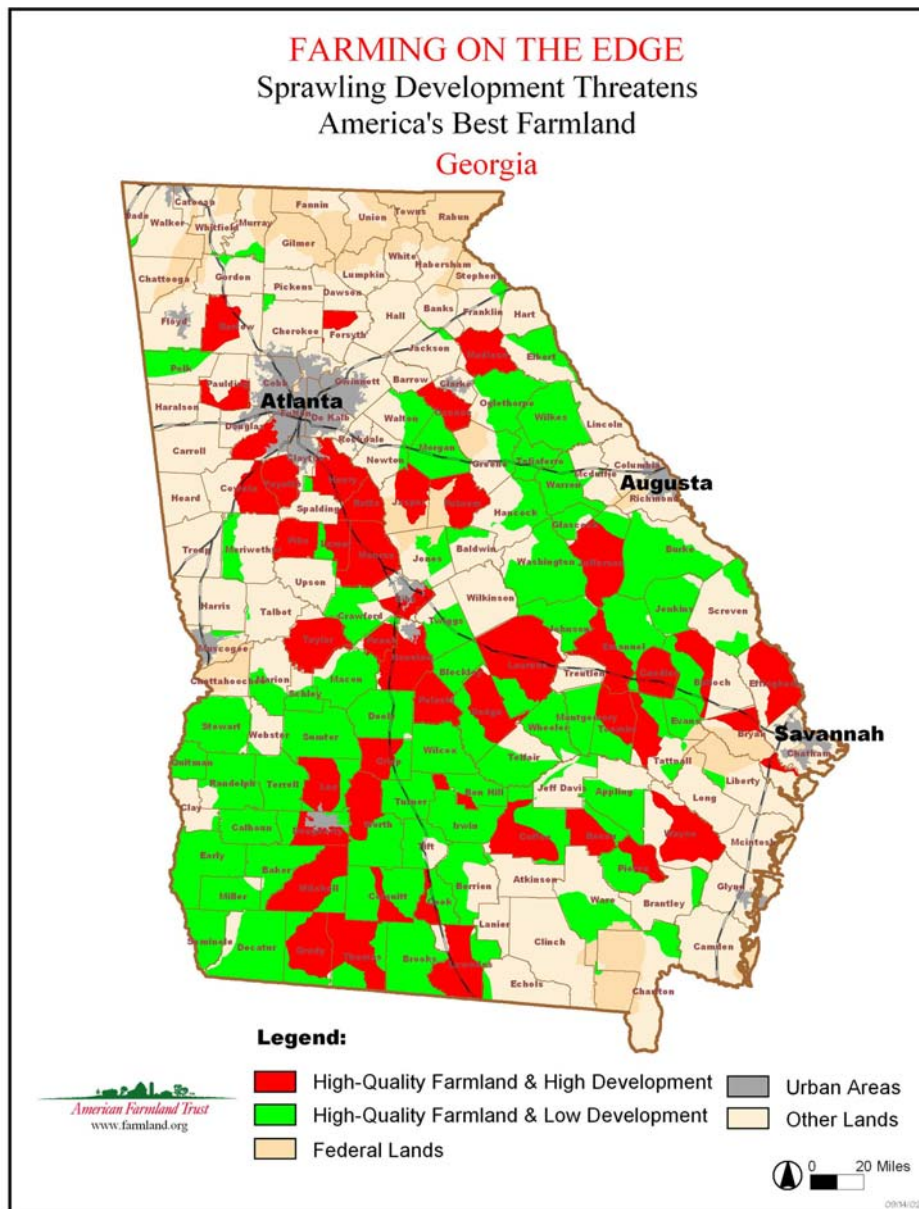 FARMING ON THE EDGE
Sprawling Development Threatens
America's Best Farmland
Georgia
Catoosa
Fannin
Union
Towns
Rabun
Walker
Whitfield
Murray
Gilmer
White
Habersham
Stephens
Chattooga
Gordon
Pickens
Lumpkin
Dawson
Banks
Franklin
Hart
Hall
Floyd
Bartow
Cherokee
Forsyth
Jackson
Madison
Elbert
Polk
Paulding
Cobb
Gwinnett
Barrow
Clarke
Oglethorpe
Wilkes
Lincoln
Haralson
Atlanta
De Kalb
Walton
Oconee
Douglas
Rockdale
Morgan
Greene
Taliaferro
Columbia
McDuffie
Carroll
Clayton
Newton
Warren
Augusta
Richmond
Heard
Coweta
Fayette
Henry
Butts
Jasper
Putnam
Hancock
Spalding
Glascock
Troup
Meriwether
Pike
Lamar
Monroe
Jones
Baldwin
Washington
Jefferson
Burke
Upson
Wilkinson
Jenkins
Screven
Harris
Talbot
Crawford
Bibb
Twiggs
Johnson
Muscogee
Taylor
Peach
Houston
Laurens
Emanuel
Chattahoochee
Marion
Macon
Bleckley
Treutlen
Candler
Bulloch
Effingham
Schley
Pulaski
Dodge
Stewart
Webster
Sumter
Dooly
Wilcox
Wheeler
Montgomery
Toombs
Evans
Bryan
Savannah
Chatham
Quitman
Telfair
Tattnall
Randolph
Terrell
Lee
Crisp
Ben Hill
Jeff Davis
Appling
Liberty
Long
Clay
Calhoun
Dougherty
Worth
Turner
Irwin
Coffee
Bacon
Wayne
McIntosh
Early
Baker
Mitchell
Tift
Atkinson
Pierce
Miller
Colquitt
Cook
Berrien
Ware
Brantley
Glynn
Lanier
Seminole
Decatur
Grady
Thomas
Brooks
Lowndes
Clinch
Camden
Echols
Charlton
Legend:
High-Quality Farmland & High Development
High-Quality Farmland & Low Development
Federal Lands
Urban Areas
Other Lands
American Farmland Trust
www.farmland.org
0 20 Miles